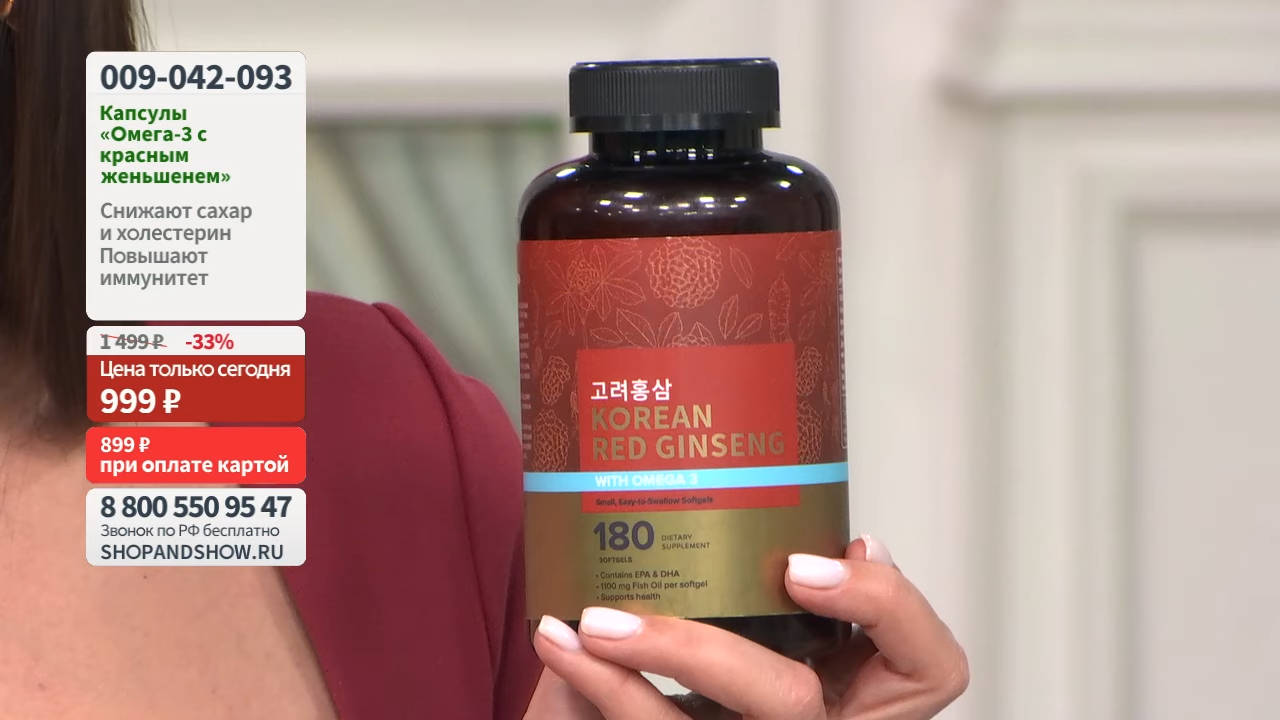 009-042-093
Капсулы
«Омега-3 с
красным
женьшенем»
Снижают сахар
и холестерин
Повышают
иммунитет
1 499 ₽ -33%
Цена только сегодня
999 ₽
899 ₽
при оплате картой
8 800 550 95 47
Звонок по РФ бесплатно
SHOPANDSHOW.RU
고려홍삼
KOREAN
RED GINSENG
WITH OMEGA 3
Small, Easy-to-Swallow Softgels
180
SOFTGELS
DIETARY
SUPPLEMENT
• Contains EPA & DHA
• 1100 mg Fish Oil per softgel
• Supports health